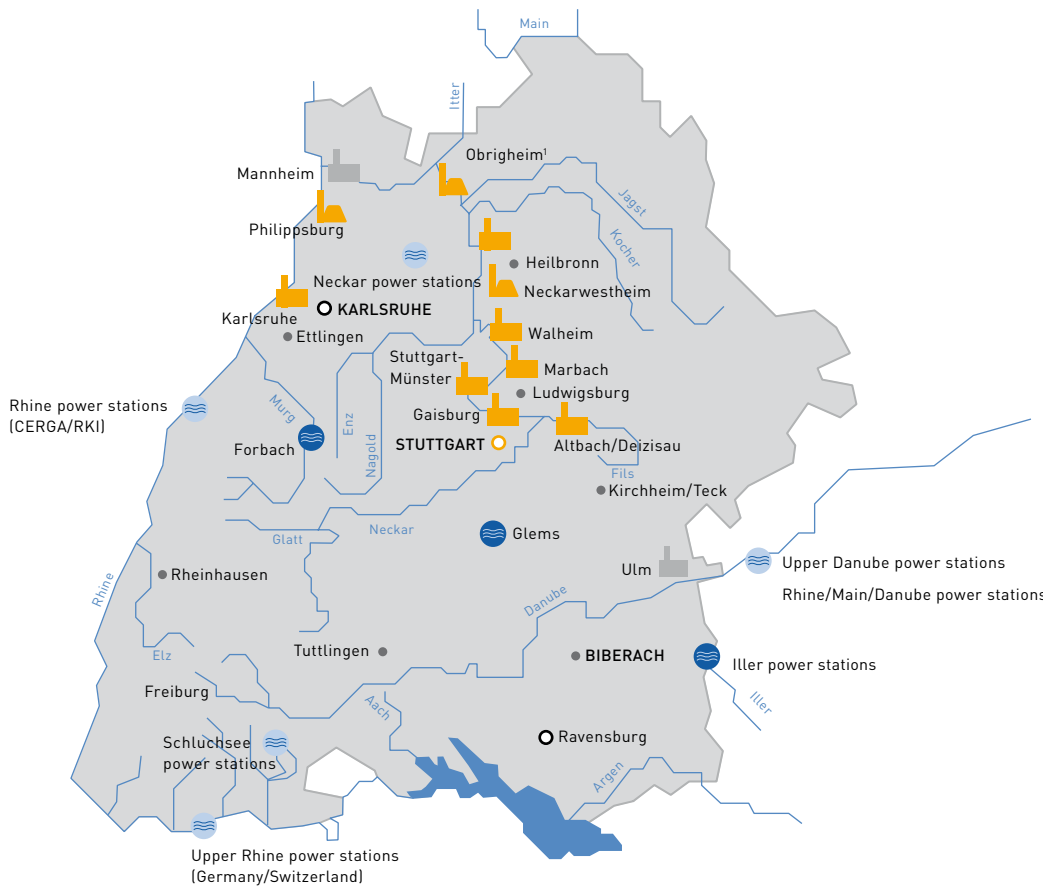 Main
Itter
Obrigheim¹
Mannheim
Jagst
Philippsburg
Kocher
Heilbronn
Neckar power stations
Neckarwestheim
KARLSRUHE
Karlsruhe
Ettlingen
Walheim
Stuttgart-
Münster
Marbach
Ludwigsburg
Rhine power stations
(CERGA/RKI)
Murg
Enz
Nagold
Gaisburg
STUTTGART
Altbach/Deizisau
Forbach
Fils
Kirchheim/Teck
Neckar
Glatt
Glems
Ulm
Upper Danube power stations
Rhine/Main/Danube power stations
Rheinhausen
Rhine
Danube
Elz
Tuttlingen
BIBERACH
Iller power stations
Freiburg
Aach
Iller
Schluchsee
power stations
Ravensburg
Argen
Upper Rhine power stations
(Germany/Switzerland)